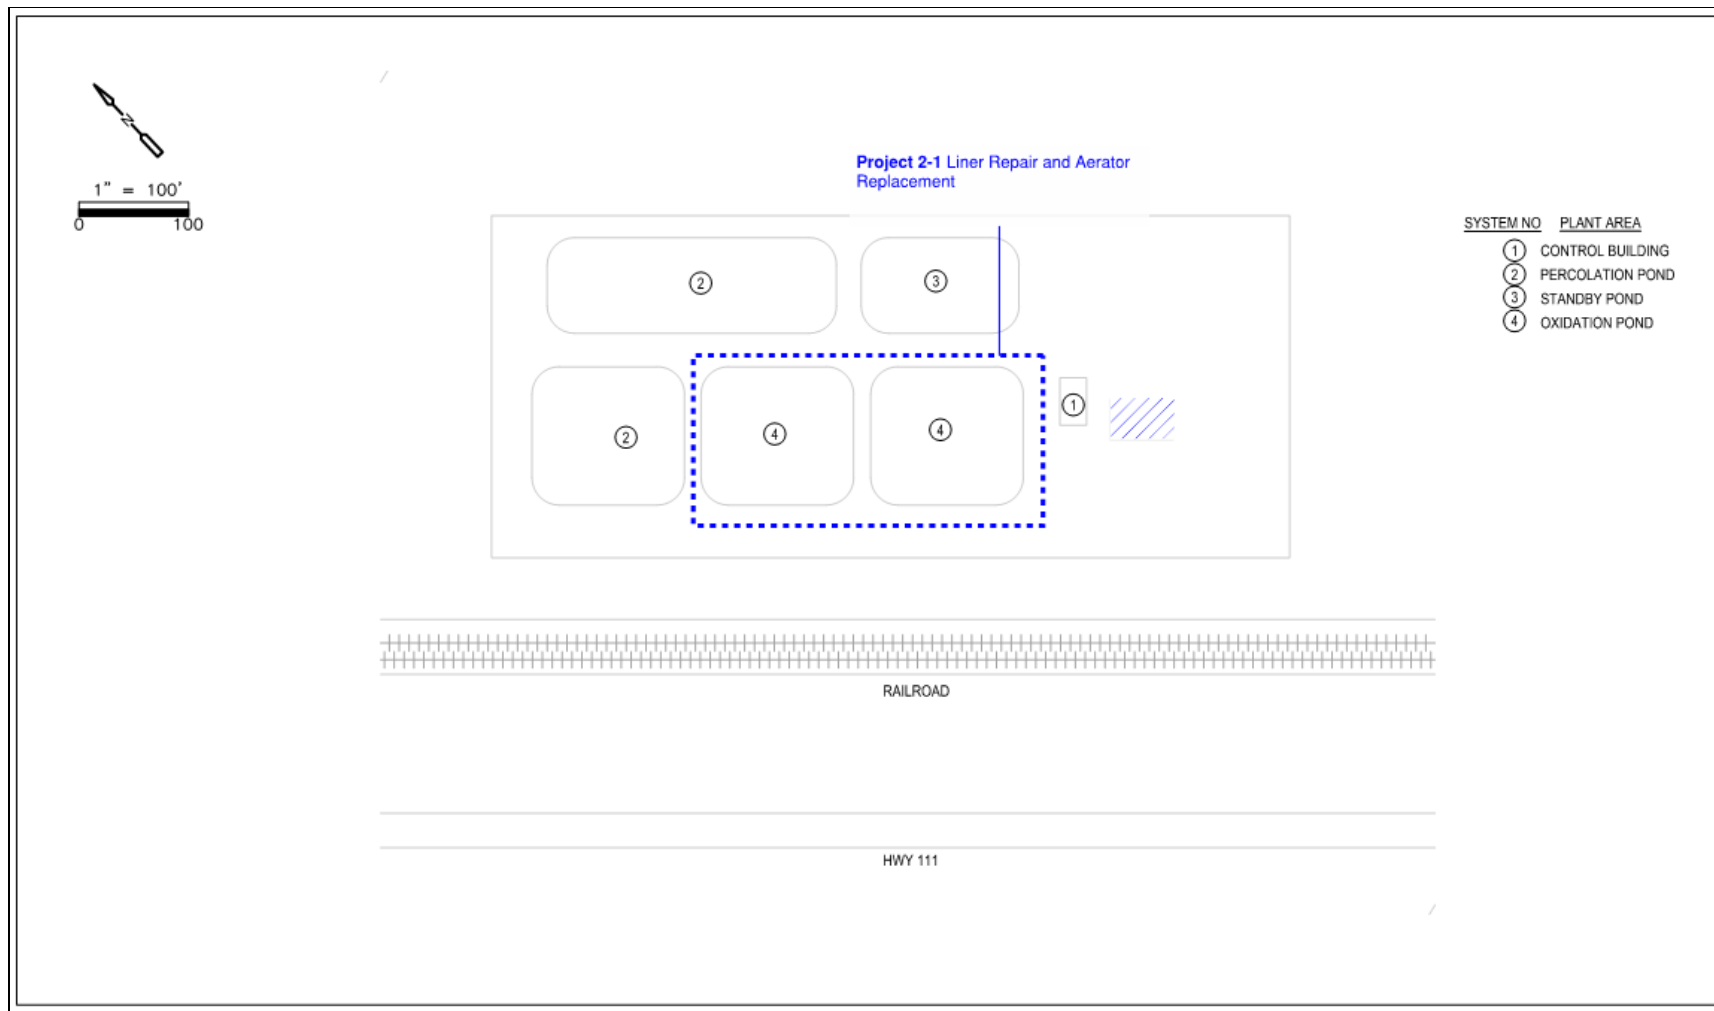 N
1" = 100'
0 100
Project 2-1 Liner Repair and Aerator
Replacement
SYSTEM NO PLANT AREA
1 CONTROL BUILDING
2 PERCOLATION POND
3 STANDBY POND
4 OXIDATION POND
2
3
1
2
4
4
RAILROAD
HWY 111